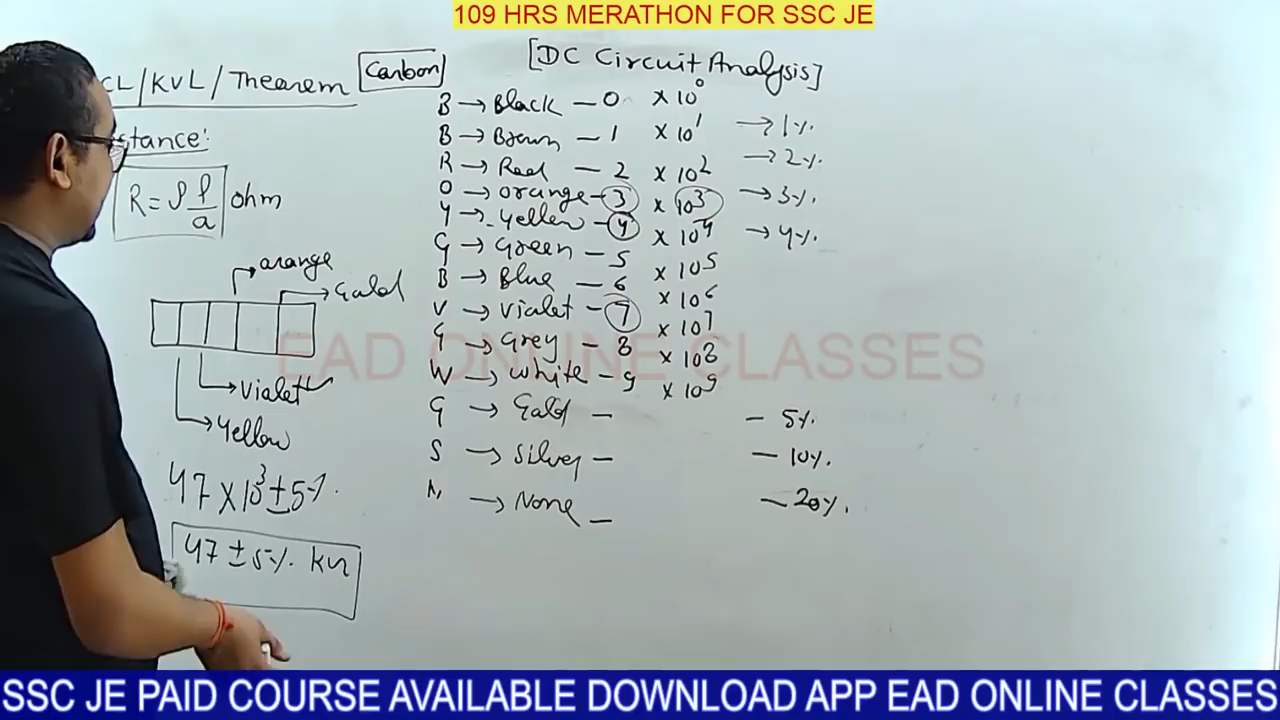 109 HRS MERATHON FOR SSC JE
[DC Circuit Analysis]
CL/KVL/Theorem
Carbon
stance:
R = ρ l/a ohm
B → Black — 0 × 10⁰
B → Brown — 1 × 10¹ → 1%
R → Red — 2 × 10² → 2%
O → orange — 3 × 10³ → 3%
Y → yellow — 4 × 10⁴ → 4%
G → Green — 5 × 10⁵
B → Blue — 6 × 10⁶
V → Vialet — 7 × 10⁷
G → Grey — 8 × 10⁸
W → White — 9 × 10⁹
G → Gold — — 5%
S → Silver — — 10%
N → None — — 20%
orange
Gold
Vialet
Yellow
47 × 10³ ± 5%
47 ± 5% kΩ
EAD ONLINE CLASSES
SSC JE PAID COURSE AVAILABLE DOWNLOAD APP EAD ONLINE CLASSES